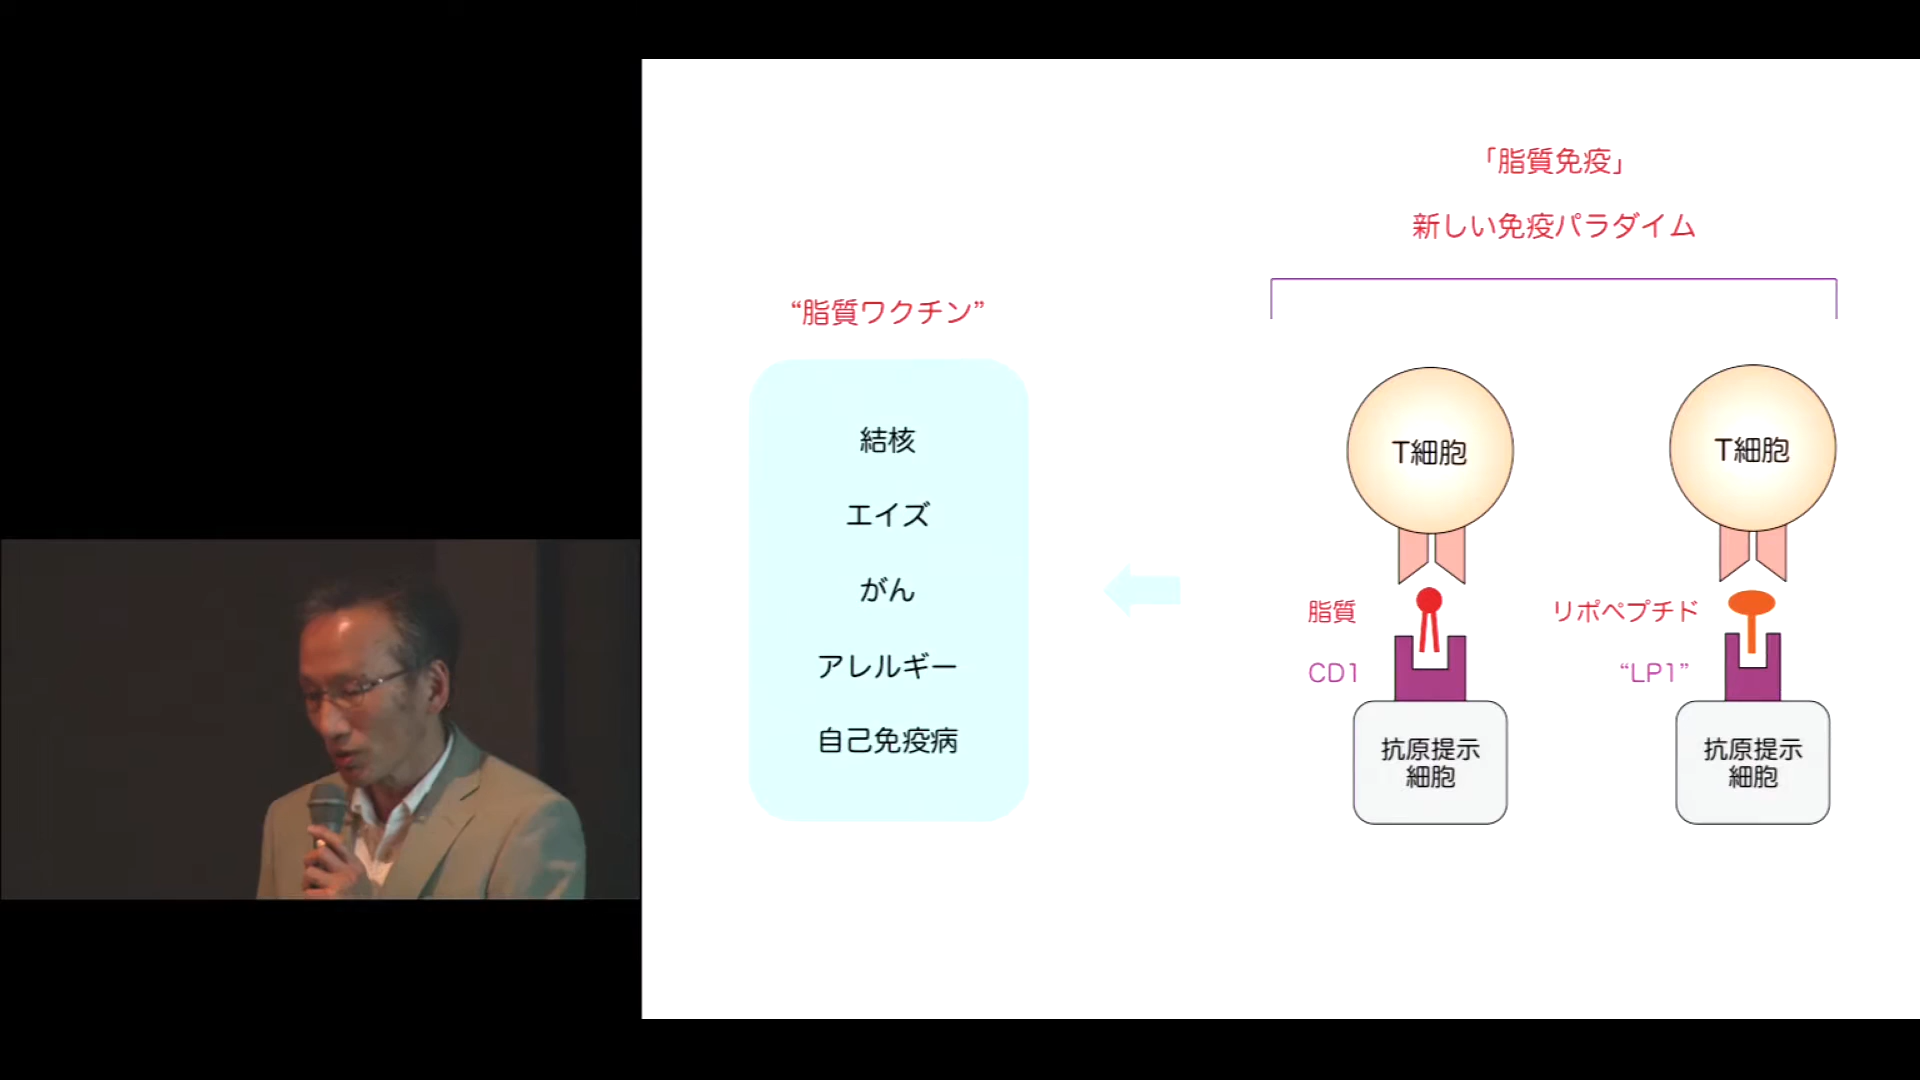 「脂質免疫」
新しい免疫パラダイム
“脂質ワクチン”
結核
エイズ
がん
アレルギー
自己免疫病
T細胞
脂質
CD1
抗原提示
細胞
T細胞
リポペプチド
“LP1”
抗原提示
細胞